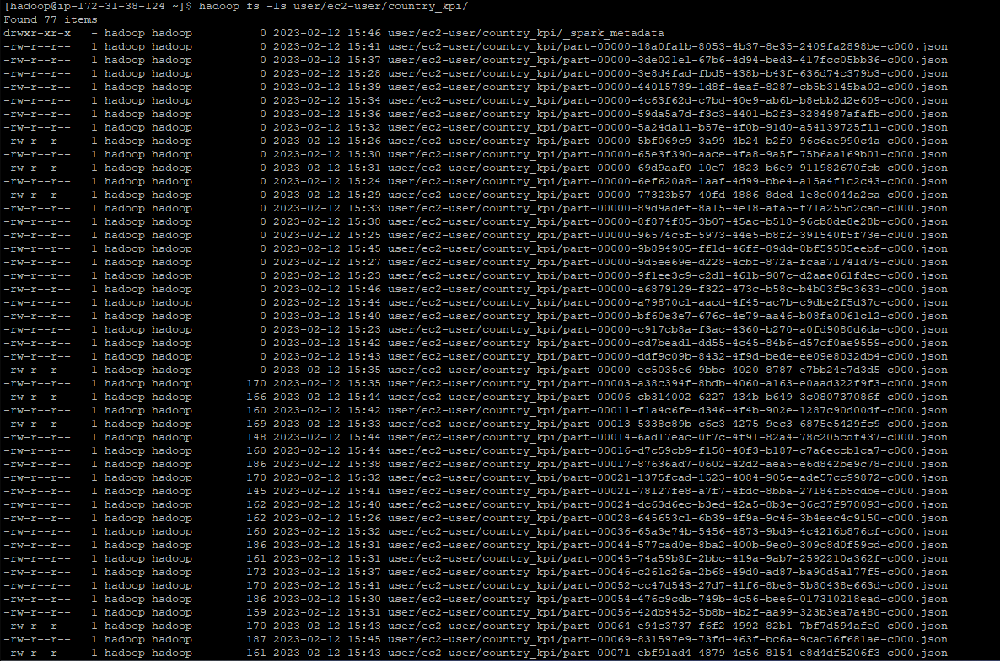 [hadoop@ip-172-31-38-124 ~]$ hadoop fs -ls user/ec2-user/country_kpi/
Found 77 items
drwxr-xr-x   - hadoop hadoop          0 2023-02-12 15:46 user/ec2-user/country_kpi/_spark_metadata
-rw-r--r--   1 hadoop hadoop          0 2023-02-12 15:41 user/ec2-user/country_kpi/part-00000-18a0fa1b-8053-4b37-8e35-2409fa2898be-c000.json
-rw-r--r--   1 hadoop hadoop          0 2023-02-12 15:37 user/ec2-user/country_kpi/part-00000-3de021e1-67b6-4d94-bed3-417fcc05bb36-c000.json
-rw-r--r--   1 hadoop hadoop          0 2023-02-12 15:28 user/ec2-user/country_kpi/part-00000-3e8d4fad-fbd5-438b-b43f-636d74c379b3-c000.json
-rw-r--r--   1 hadoop hadoop          0 2023-02-12 15:39 user/ec2-user/country_kpi/part-00000-44015789-1d8f-4eaf-8287-cb5b3145ba02-c000.json
-rw-r--r--   1 hadoop hadoop          0 2023-02-12 15:34 user/ec2-user/country_kpi/part-00000-4c63f62d-c7bd-40e9-ab6b-b8ebb2d2e609-c000.json
-rw-r--r--   1 hadoop hadoop          0 2023-02-12 15:36 user/ec2-user/country_kpi/part-00000-59da5a7d-f3c3-4401-b2f3-3284987afafb-c000.json
-rw-r--r--   1 hadoop hadoop          0 2023-02-12 15:32 user/ec2-user/country_kpi/part-00000-5a24da11-b57e-4f0b-91d0-a54139725f11-c000.json
-rw-r--r--   1 hadoop hadoop          0 2023-02-12 15:26 user/ec2-user/country_kpi/part-00000-5bf069c9-3a99-4b24-b2f0-96c6ae990c4a-c000.json
-rw-r--r--   1 hadoop hadoop          0 2023-02-12 15:30 user/ec2-user/country_kpi/part-00000-65e3f390-aace-4fa8-9a5f-75b6aa169b01-c000.json
-rw-r--r--   1 hadoop hadoop          0 2023-02-12 15:31 user/ec2-user/country_kpi/part-00000-69d9aaf0-10e7-4823-b6e9-911982670fcb-c000.json
-rw-r--r--   1 hadoop hadoop          0 2023-02-12 15:24 user/ec2-user/country_kpi/part-00000-6ef620a8-1aaf-4d99-bbe4-a15a4f1c2c43-c000.json
-rw-r--r--   1 hadoop hadoop          0 2023-02-12 15:29 user/ec2-user/country_kpi/part-00000-77323b57-40fd-4886-8dcd-1e8c0044a2ca-c000.json
-rw-r--r--   1 hadoop hadoop          0 2023-02-12 15:33 user/ec2-user/country_kpi/part-00000-89d9adef-8a15-4e18-afa5-f71a255d2cad-c000.json
-rw-r--r--   1 hadoop hadoop          0 2023-02-12 15:38 user/ec2-user/country_kpi/part-00000-8f874f85-3b07-45ac-b518-96cb8de8e28b-c000.json
-rw-r--r--   1 hadoop hadoop          0 2023-02-12 15:25 user/ec2-user/country_kpi/part-00000-96574c5f-5973-44e5-b8f2-391540f5f73e-c000.json
-rw-r--r--   1 hadoop hadoop          0 2023-02-12 15:45 user/ec2-user/country_kpi/part-00000-9b894905-ff1d-46ff-89dd-8bf59585eebf-c000.json
-rw-r--r--   1 hadoop hadoop          0 2023-02-12 15:27 user/ec2-user/country_kpi/part-00000-9d5ee69e-d228-4cbf-872a-fcaa71741d79-c000.json
-rw-r--r--   1 hadoop hadoop          0 2023-02-12 15:23 user/ec2-user/country_kpi/part-00000-9f1ee3c9-c2d1-461b-907c-d2aae061fdec-c000.json
-rw-r--r--   1 hadoop hadoop          0 2023-02-12 15:46 user/ec2-user/country_kpi/part-00000-a6879129-f322-473c-b58c-b4b03f9c3633-c000.json
-rw-r--r--   1 hadoop hadoop          0 2023-02-12 15:44 user/ec2-user/country_kpi/part-00000-a79870c1-aacd-4f45-ac7b-c9dbe2f5d37c-c000.json
-rw-r--r--   1 hadoop hadoop          0 2023-02-12 15:40 user/ec2-user/country_kpi/part-00000-bf60e3e7-676c-4e79-aa46-b08fa0061c12-c000.json
-rw-r--r--   1 hadoop hadoop          0 2023-02-12 15:23 user/ec2-user/country_kpi/part-00000-c917cb8a-f3ac-4360-b270-a0fd9080d6da-c000.json
-rw-r--r--   1 hadoop hadoop          0 2023-02-12 15:42 user/ec2-user/country_kpi/part-00000-cd7bead1-dd55-4c45-84b6-d57cf0ae9559-c000.json
-rw-r--r--   1 hadoop hadoop          0 2023-02-12 15:43 user/ec2-user/country_kpi/part-00000-ddf9c09b-8432-4f9d-bede-ee09e8032db4-c000.json
-rw-r--r--   1 hadoop hadoop          0 2023-02-12 15:35 user/ec2-user/country_kpi/part-00000-ec5035e6-9bbc-4020-8787-e7bb24e7d3d5-c000.json
-rw-r--r--   1 hadoop hadoop        170 2023-02-12 15:35 user/ec2-user/country_kpi/part-00003-a38c394f-8bdb-4060-a163-e0aad322f9f3-c000.json
-rw-r--r--   1 hadoop hadoop        166 2023-02-12 15:44 user/ec2-user/country_kpi/part-00006-cb314002-6227-434b-b649-3c080737086f-c000.json
-rw-r--r--   1 hadoop hadoop        160 2023-02-12 15:42 user/ec2-user/country_kpi/part-00011-f1a4c6fe-d346-4f4b-902e-1287c90d00df-c000.json
-rw-r--r--   1 hadoop hadoop        169 2023-02-12 15:33 user/ec2-user/country_kpi/part-00013-5338c89b-c6c3-4275-9ec3-6875e5429fc9-c000.json
-rw-r--r--   1 hadoop hadoop        148 2023-02-12 15:44 user/ec2-user/country_kpi/part-00014-6ad17eac-0f7c-4f91-82a4-78c205cdf437-c000.json
-rw-r--r--   1 hadoop hadoop        160 2023-02-12 15:44 user/ec2-user/country_kpi/part-00016-d7c59cb9-f150-40f3-b187-c7a6eccb1ca7-c000.json
-rw-r--r--   1 hadoop hadoop        186 2023-02-12 15:38 user/ec2-user/country_kpi/part-00017-87636ad7-0602-42d2-aea5-e6d842be9c78-c000.json
-rw-r--r--   1 hadoop hadoop        170 2023-02-12 15:32 user/ec2-user/country_kpi/part-00021-1375fcad-1523-4084-905e-ade57cc99872-c000.json
-rw-r--r--   1 hadoop hadoop        145 2023-02-12 15:41 user/ec2-user/country_kpi/part-00021-78127fe8-a7f7-4fdc-8bba-27184fb5cdbe-c000.json
-rw-r--r--   1 hadoop hadoop        162 2023-02-12 15:40 user/ec2-user/country_kpi/part-00024-dc63d6ec-b3ed-42a5-8b3e-36c37f978093-c000.json
-rw-r--r--   1 hadoop hadoop        162 2023-02-12 15:26 user/ec2-user/country_kpi/part-00028-645653c1-6b39-4f9a-9c46-3b4eec4c9150-c000.json
-rw-r--r--   1 hadoop hadoop        160 2023-02-12 15:32 user/ec2-user/country_kpi/part-00036-65a3e74b-5456-4873-9bd9-4c4216b876cf-c000.json
-rw-r--r--   1 hadoop hadoop        186 2023-02-12 15:31 user/ec2-user/country_kpi/part-00044-577cad0e-8ba2-400b-9ec0-309c8d0f59cd-c000.json
-rw-r--r--   1 hadoop hadoop        161 2023-02-12 15:31 user/ec2-user/country_kpi/part-00045-74a59b8f-2bbc-419a-9ab7-2592210a362f-c000.json
-rw-r--r--   1 hadoop hadoop        172 2023-02-12 15:37 user/ec2-user/country_kpi/part-00046-c261c26a-2b68-49d0-ad87-ba90d5a177f5-c000.json
-rw-r--r--   1 hadoop hadoop        170 2023-02-12 15:41 user/ec2-user/country_kpi/part-00052-cc47d543-27d7-41f6-8be8-5b80438e663d-c000.json
-rw-r--r--   1 hadoop hadoop        186 2023-02-12 15:30 user/ec2-user/country_kpi/part-00054-476c9cdb-749b-4c56-bee6-017310218ead-c000.json
-rw-r--r--   1 hadoop hadoop        159 2023-02-12 15:31 user/ec2-user/country_kpi/part-00056-42db9452-5b8b-4b2f-aa99-323b3ea7a480-c000.json
-rw-r--r--   1 hadoop hadoop        170 2023-02-12 15:43 user/ec2-user/country_kpi/part-00064-e94c3737-f6f2-4992-82b1-7bf7d594afe0-c000.json
-rw-r--r--   1 hadoop hadoop        187 2023-02-12 15:45 user/ec2-user/country_kpi/part-00069-831597e9-73fd-463f-bc6a-9cac76f681ae-c000.json
-rw-r--r--   1 hadoop hadoop        161 2023-02-12 15:43 user/ec2-user/country_kpi/part-00071-ebf91ad4-4879-4c56-8154-e8d4df5206f3-c000.json